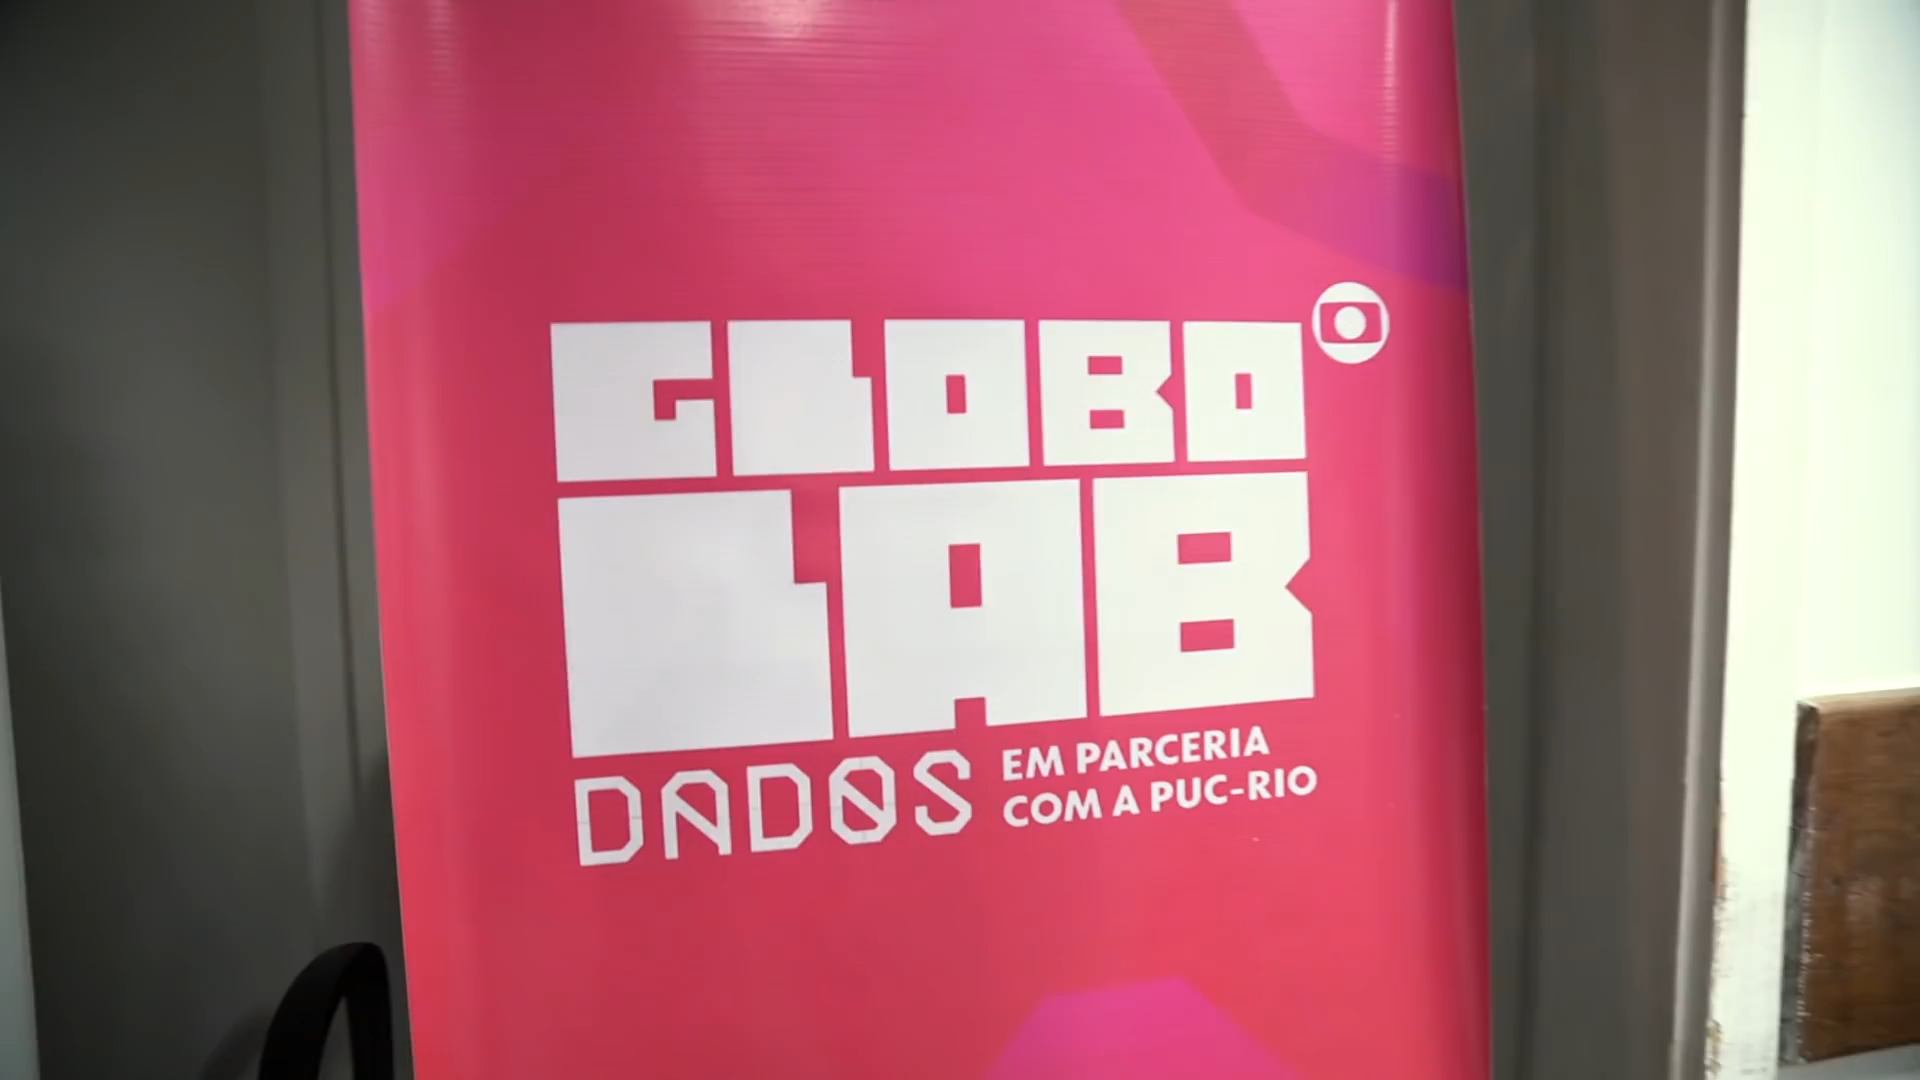 GLOBO
LAB
DADOS
EM PARCERIA
COM A PUC-RIO